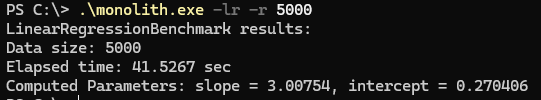 PS C:\> .\monolith.exe -lr -r 5000
LinearRegressionBenchmark results:
Data size: 5000
Elapsed time: 41.5267 sec
Computed Parameters: slope = 3.00754, intercept = 0.270406